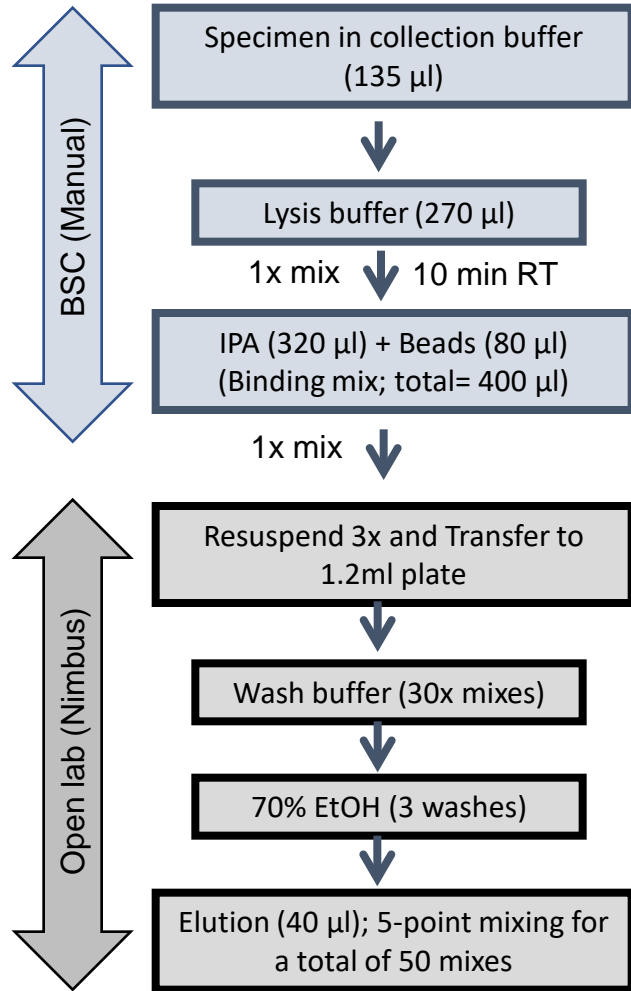 Specimen in collection buffer
(135 µl)
BSC (Manual)
Lysis buffer (270 µl)
1x mix
10 min RT
IPA (320 µl) + Beads (80 µl)
(Binding mix; total= 400 µl)
1x mix
Open lab (Nimbus)
Resuspend 3x and Transfer to
1.2ml plate
Wash buffer (30x mixes)
70% EtOH (3 washes)
Elution (40 µl); 5-point mixing for
a total of 50 mixes